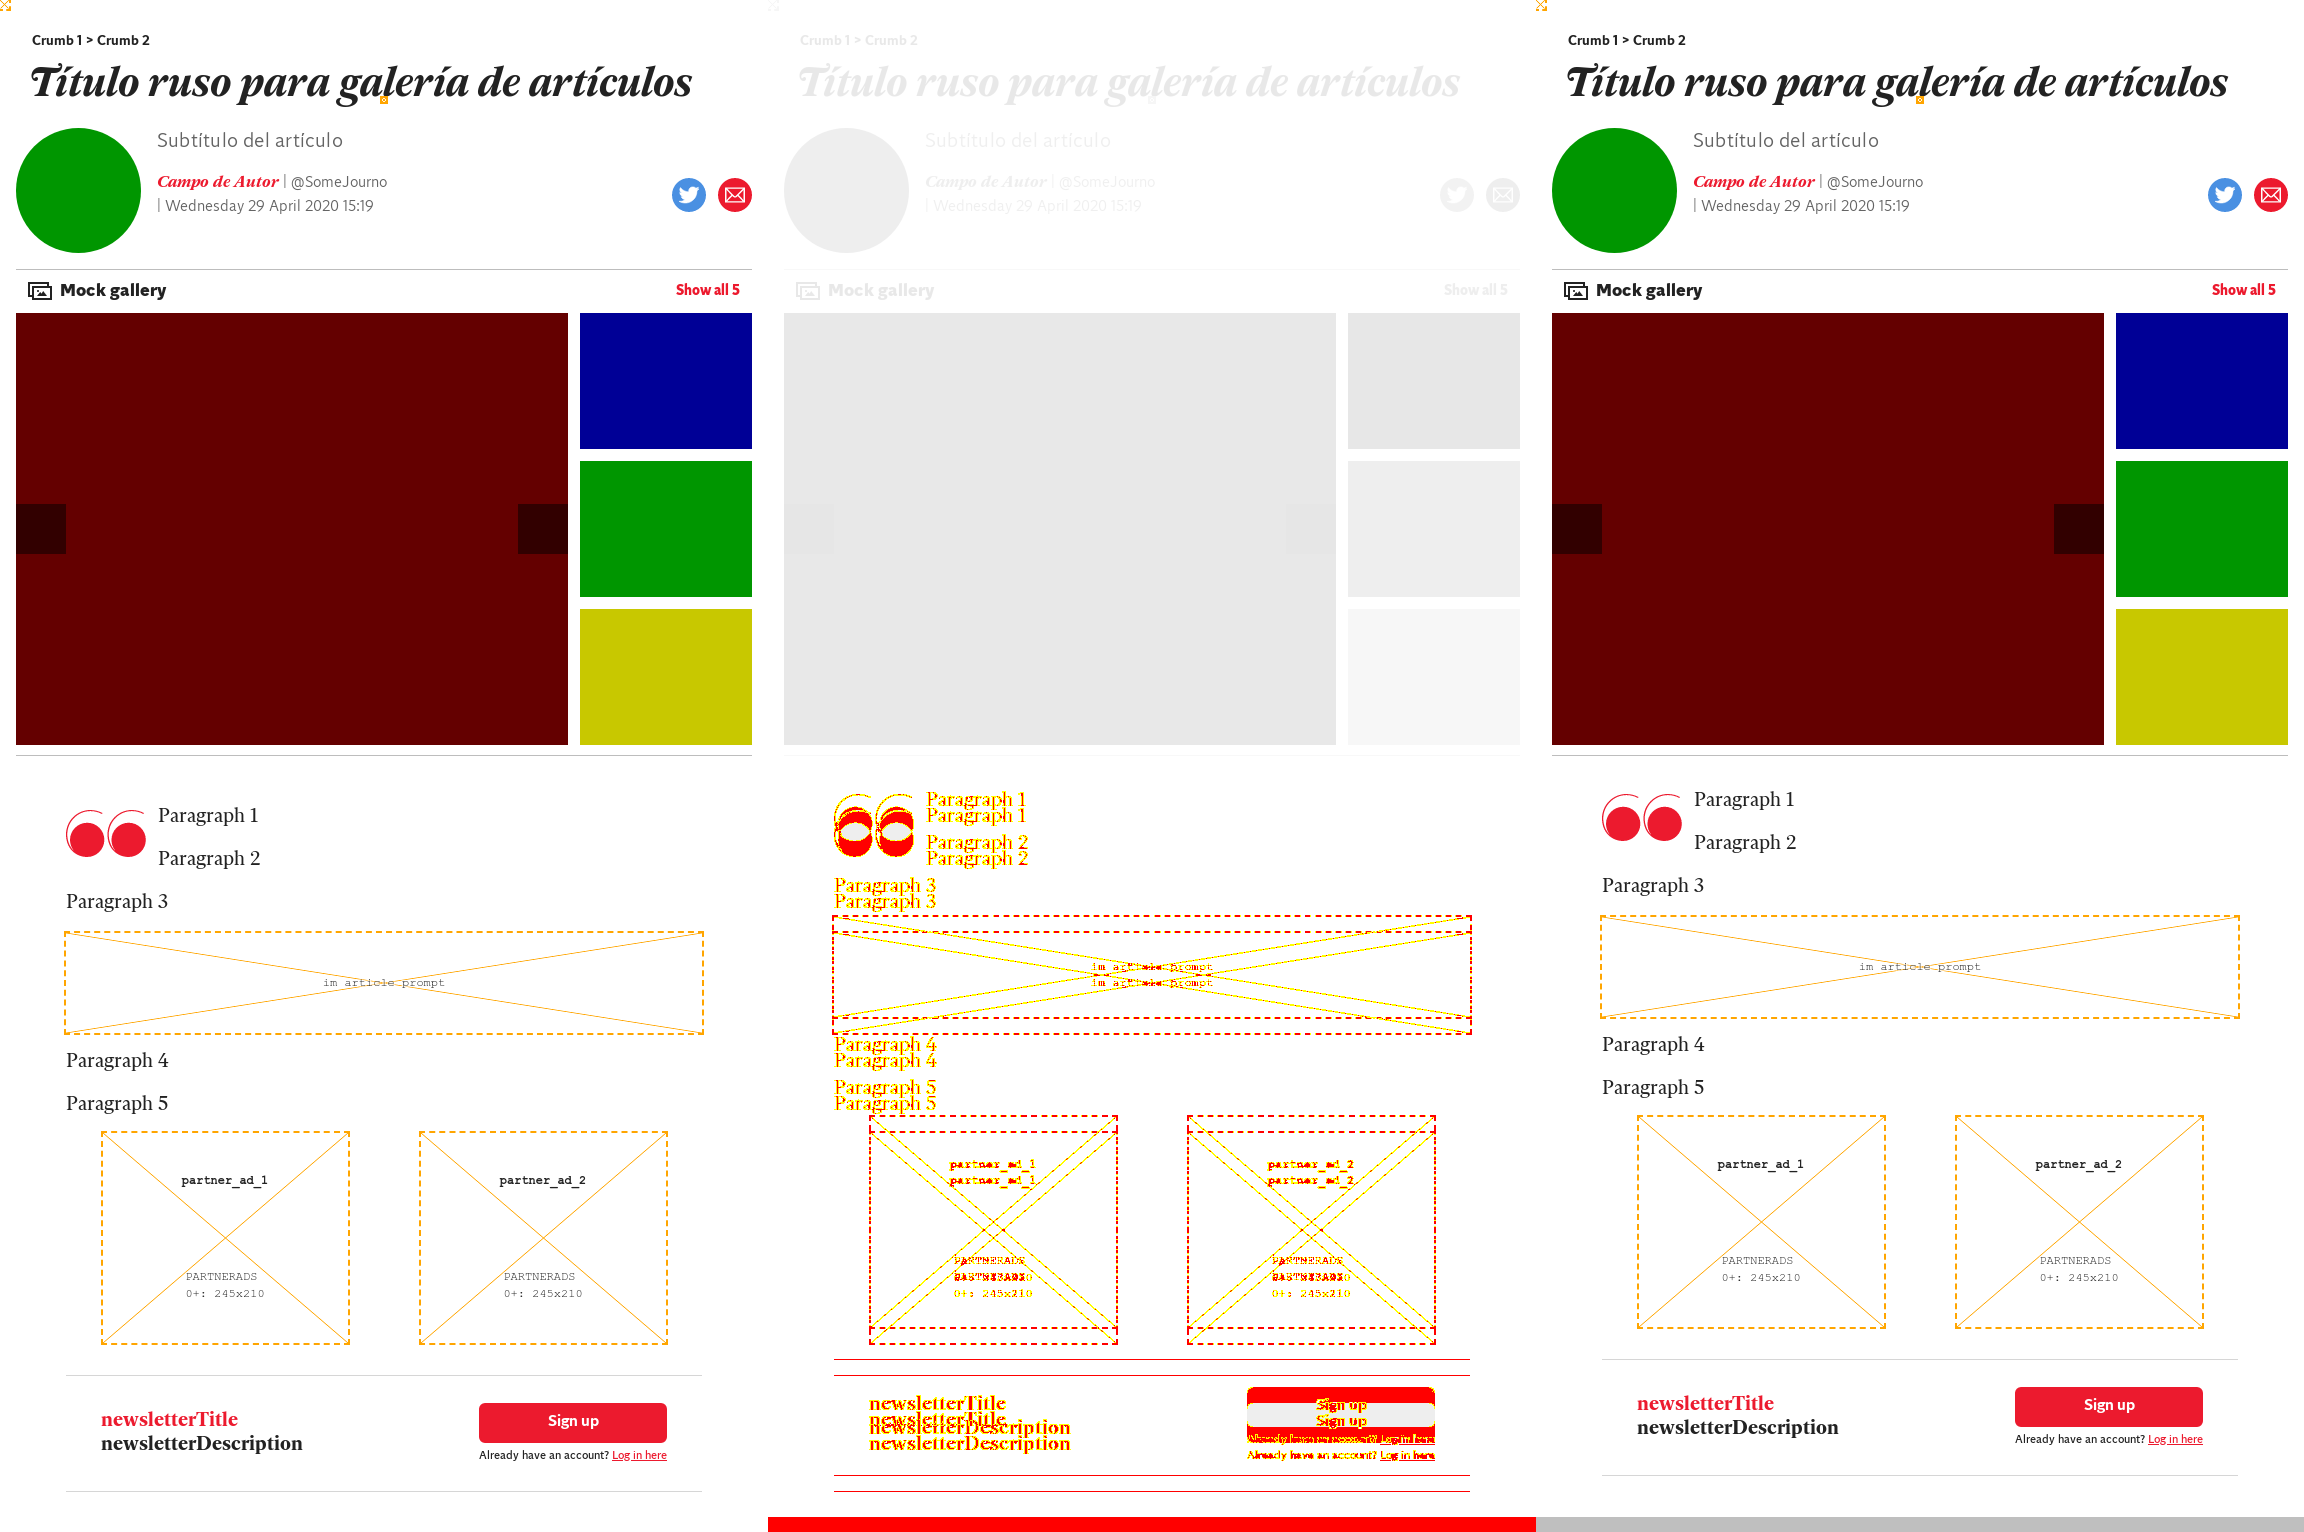 Crumb 1 > Crumb 2
Título ruso para galería de artículos
Subtítulo del artículo
Campo de Autor | @SomeJourno
| Wednesday 29 April 2020 15:19
Mock gallery
Show all 5
Paragraph 1
Paragraph 2
Paragraph 3
im article prompt
Paragraph 4
Paragraph 5
partner_ad_1
PARTNERADS
0+: 245x210
partner_ad_2
PARTNERADS
0+: 245x210
newsletterTitle
newsletterDescription
Sign up
Already have an account? Log in here
Crumb 1 > Crumb 2
Título ruso para galería de artículos
Subtítulo del artículo
Campo de Autor | @SomeJourno
| Wednesday 29 April 2020 15:19
Mock gallery
Show all 5
Paragraph 1
Paragraph 1
Paragraph 2
Paragraph 2
Paragraph 3
Paragraph 3
im article prompt
im article prompt
Paragraph 4
Paragraph 4
Paragraph 5
Paragraph 5
partner_ad_1
partner_ad_1
PARTNERADS
0+: 245x210
partner_ad_2
partner_ad_2
PARTNERADS
0+: 245x210
newsletterTitle
newsletterTitle
newsletterDescription
newsletterDescription
Sign up
Sign up
Already have an account? Log in here
Already have an account? Log in here
Crumb 1 > Crumb 2
Título ruso para galería de artículos
Subtítulo del artículo
Campo de Autor | @SomeJourno
| Wednesday 29 April 2020 15:19
Mock gallery
Show all 5
Paragraph 1
Paragraph 2
Paragraph 3
im article prompt
Paragraph 4
Paragraph 5
partner_ad_1
PARTNERADS
0+: 245x210
partner_ad_2
PARTNERADS
0+: 245x210
newsletterTitle
newsletterDescription
Sign up
Already have an account? Log in here